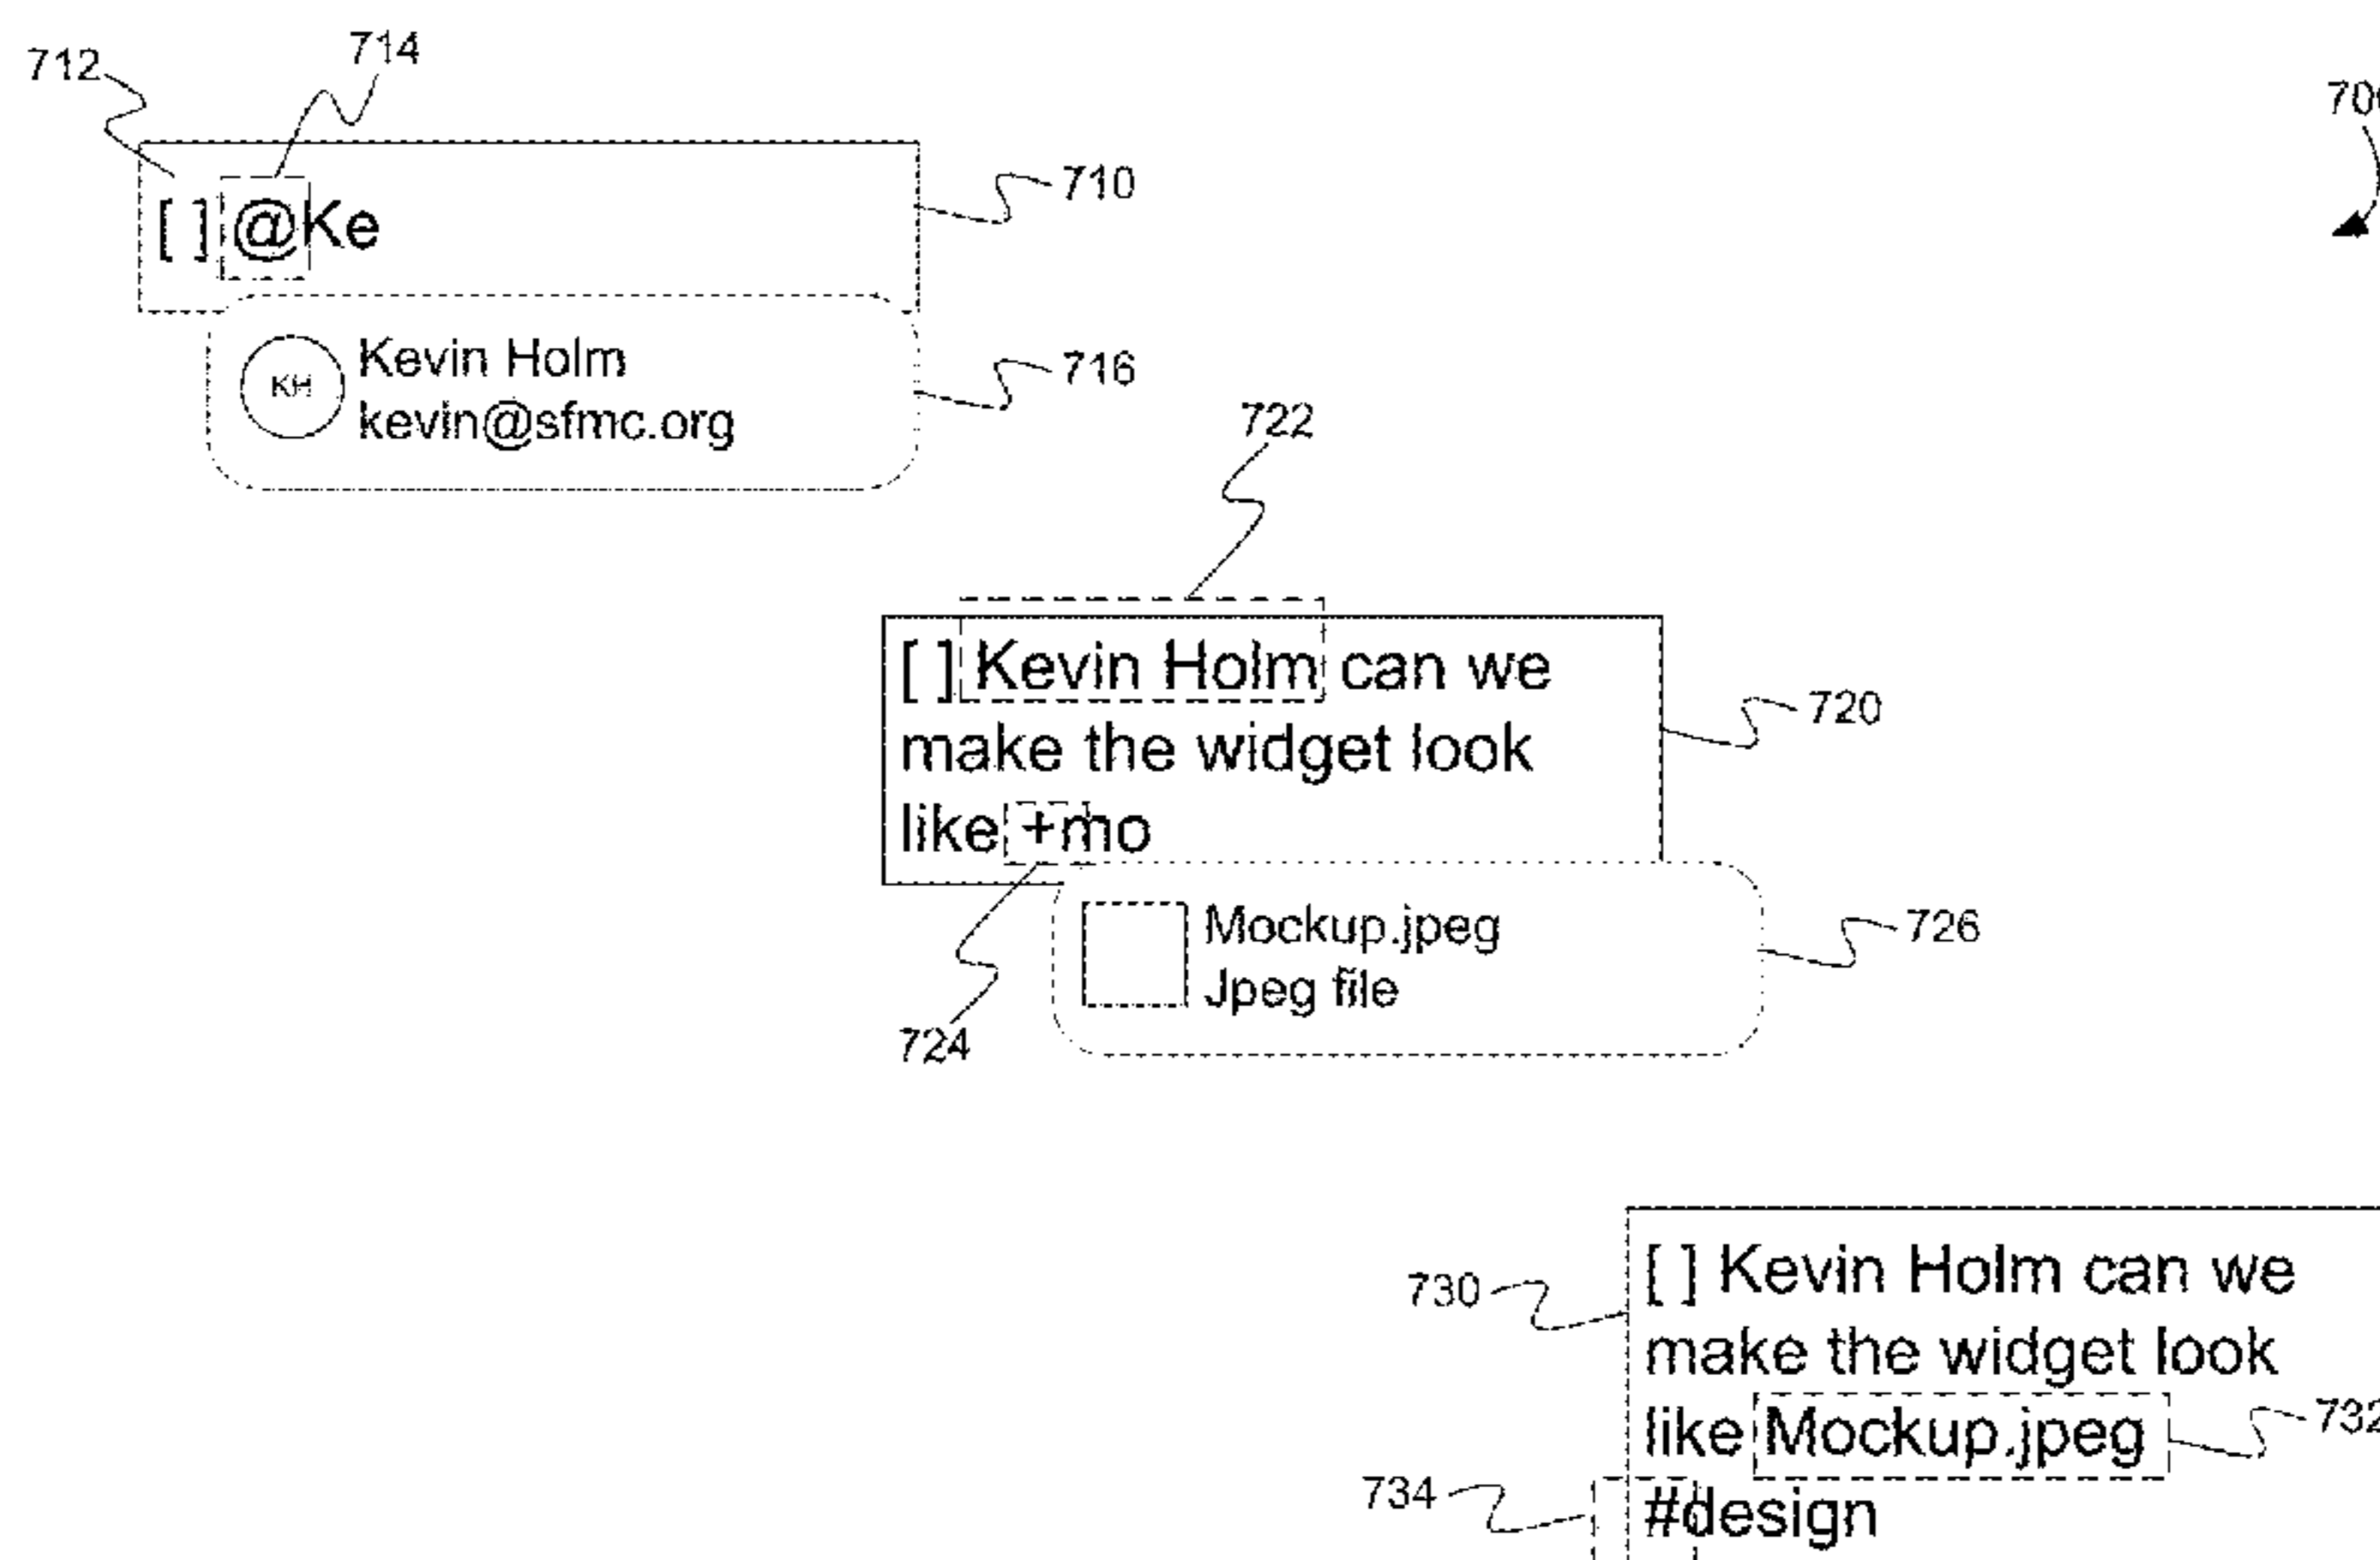 712
714
70
[ ] @Ke
710
Kevin Holm
KH
kevin@sfmc.org
716
722
[ ] Kevin Holm can we
make the widget look
like +mo
720
Mockup.jpeg
Jpeg file
726
724
[ ] Kevin Holm can we
make the widget look
like Mockup.jpeg
#design
730
732
734